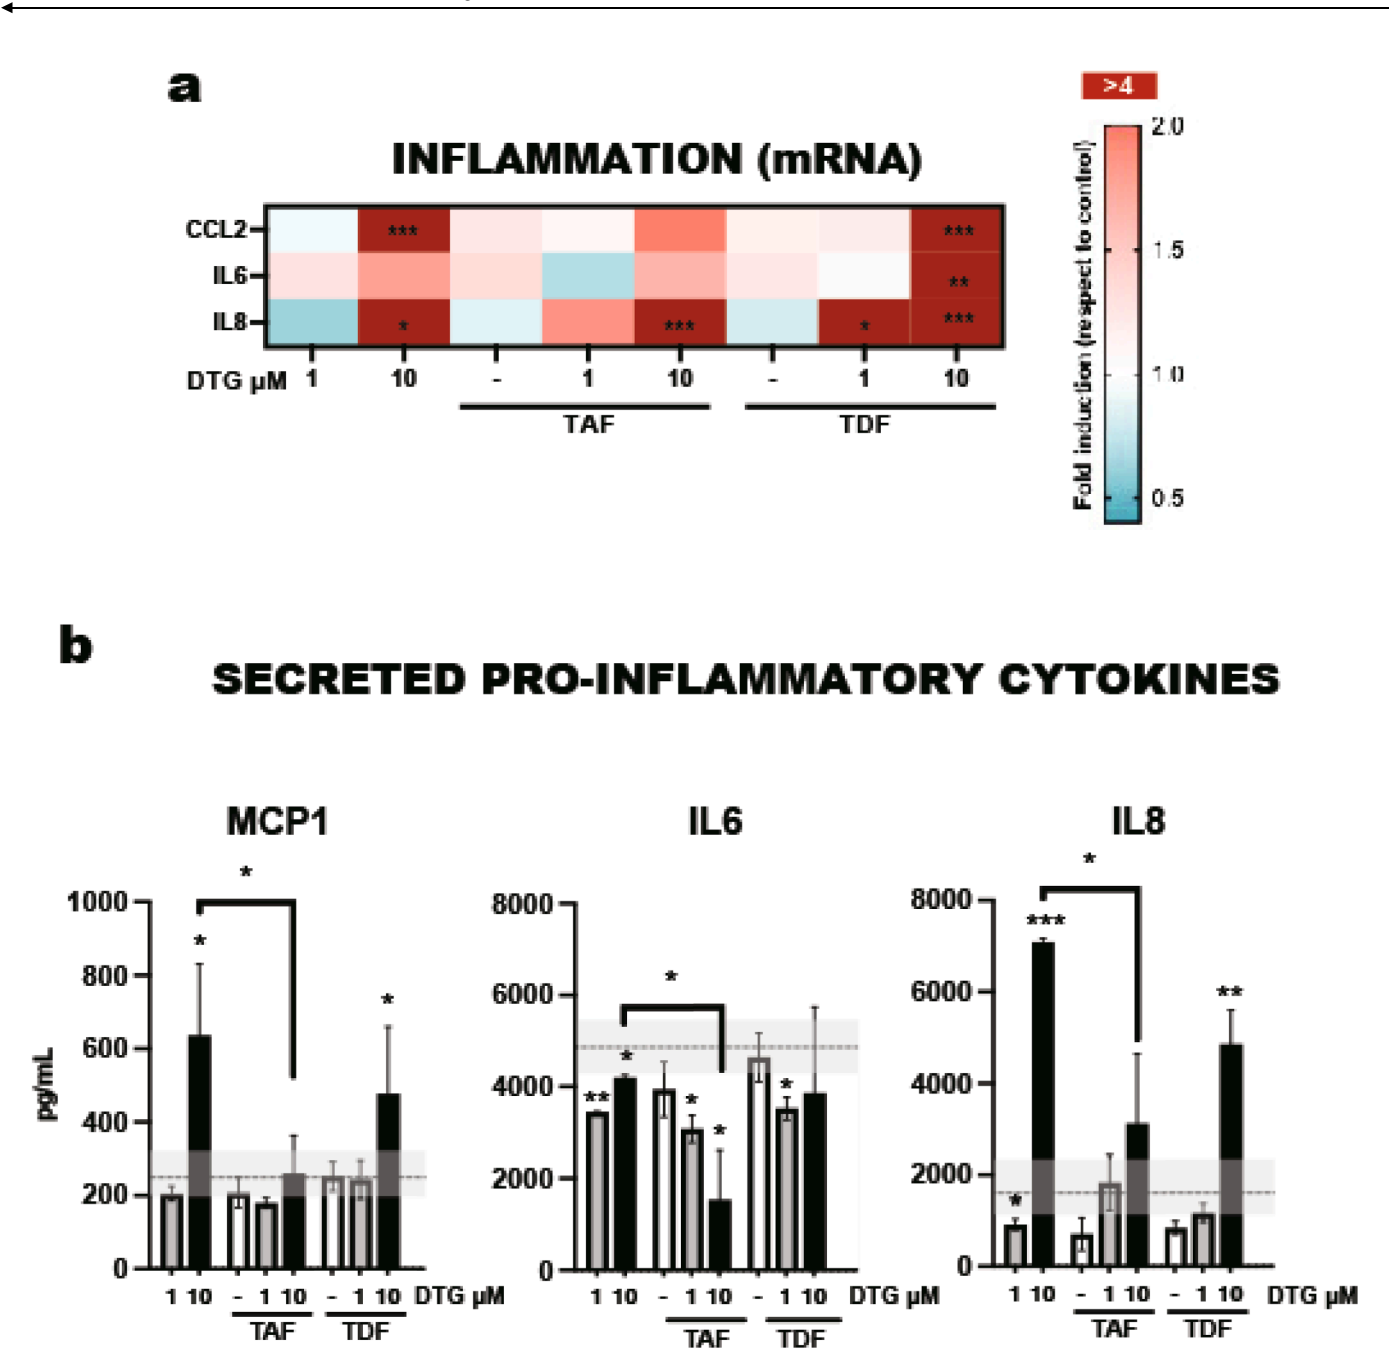 a
>4
INFLAMMATION (mRNA)
CCL2
***
***
IL6
**
IL8
*
***
*
***
DTG µM 1 10 - 1 10 - 1 10
TAF TDF
Fold induction (respect to control)
2.0
1.5
1.0
0.5
b
SECRETED PRO-INFLAMMATORY CYTOKINES
MCP1
*
*
*
pg/mL
1000
800
600
400
200
0
1 10 - 1 10 - 1 10 DTG µM
TAF TDF
IL6
*
**
*
*
*
*
8000
6000
4000
2000
0
1 10 - 1 10 - 1 10 DTG µM
TAF TDF
IL8
*
***
**
*
8000
6000
4000
2000
0
1 10 - 1 10 - 1 10 DTG µM
TAF TDF